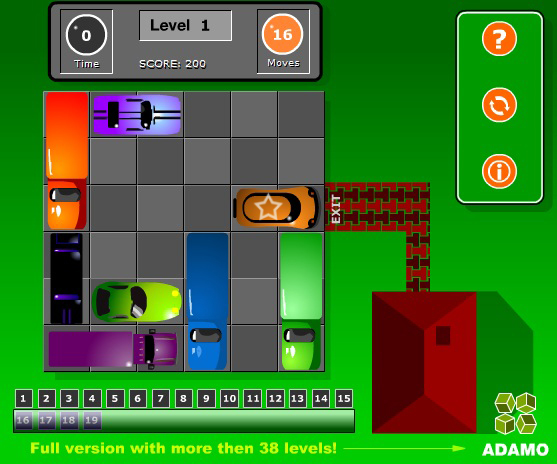 0
Time
Level 1
SCORE: 200
16
Moves
?
i
EXIT
1 2 3 4 5 6 7 8 9 10 11 12 13 14 15
16 17 18 19
Full version with more then 38 levels!
ADAMO